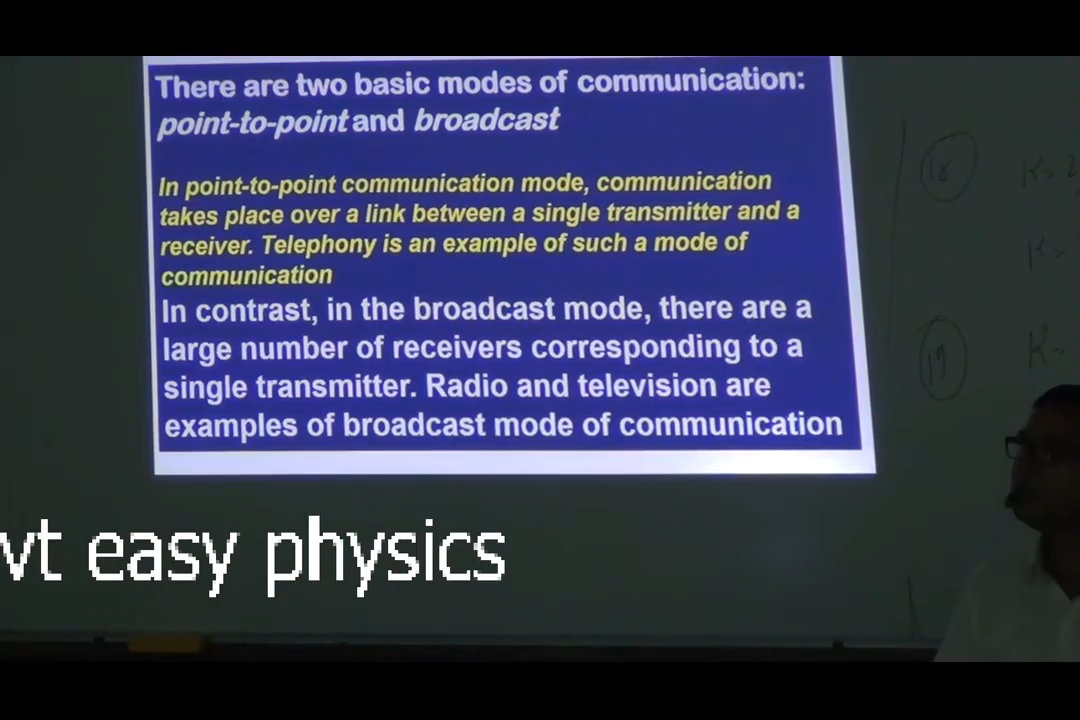 There are two basic modes of communication:
point-to-point and broadcast
In point-to-point communication mode, communication
takes place over a link between a single transmitter and a
receiver. Telephony is an example of such a mode of
communication
In contrast, in the broadcast mode, there are a
large number of receivers corresponding to a
single transmitter. Radio and television are
examples of broadcast mode of communication
18
K= 2
K=
19
K=
vt easy physics